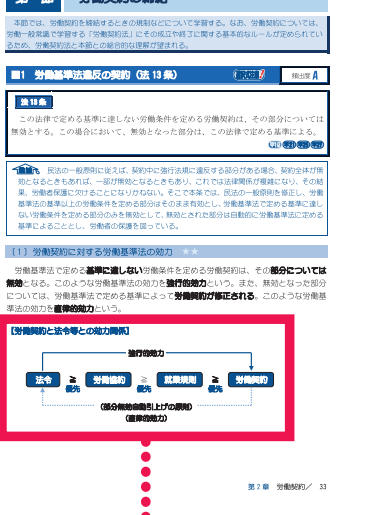 本節では、労働契約を締結するときの規制などについて学習する。なお、労働契約については、
労働一般常識で学習する「労働契約法」にその成立や終了に関する基本的なルールが定められてい
るため、労働契約法と本節との総合的な理解が望まれる。
■1 労働基準法違反の契約（法13条）
頻出度 A
法13条
この法律で定める基準に達しない労働条件を定める労働契約は、その部分については
無効とする。この場合において、無効となった部分は、この法律で定める基準による。
民法の一般原則に従えば、契約中に強行法規に違反する部分がある場合、契約全体が無
効となるときもあれば、一部が無効となるときもあり、これでは法律関係が複雑になり、その結
果、労働者保護に欠けることになりかねない。そこで本条では、民法の一般原則を修正し、労働
基準法の基準以上の労働条件を定める部分はそのまま有効とし、労働基準法で定める基準に達し
ない労働条件を定める部分のみを無効として、無効とされた部分は自動的に労働基準法に定める
基準によることとし、労働者の保護を図っている。
〔1〕労働契約に対する労働基準法の効力 ★★
労働基準法で定める基準に達しない労働条件を定める労働契約は、その部分については
無効となる。このような労働基準法の効力を強行的効力という。また、無効となった部分
については、労働基準法で定める基準によって労働契約が修正される。このような労働基
準法の効力を直律的効力という。
【労働契約と法令等との効力関係】
強行的効力
法令 ≧ 労働協約 ≧ 就業規則 ≧ 労働契約
優先 優先 優先
（部分無効自動引上げの原則）
（直律的効力）
第2章 労働契約／ 33